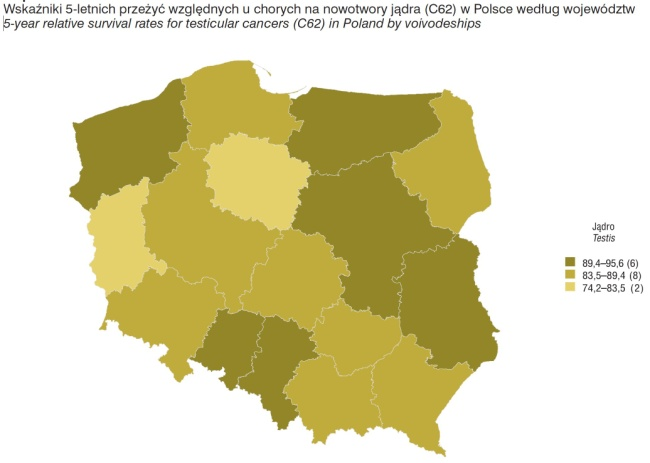 Wskaźniki 5-letnich przeżyć względnych u chorych na nowotwory jądra (C62) w Polsce według województw
5-year relative survival rates for testicular cancers (C62) in Poland by voivodeships
Jądro
Testis
89,4–95,6 (6)
83,5–89,4 (8)
74,2–83,5 (2)